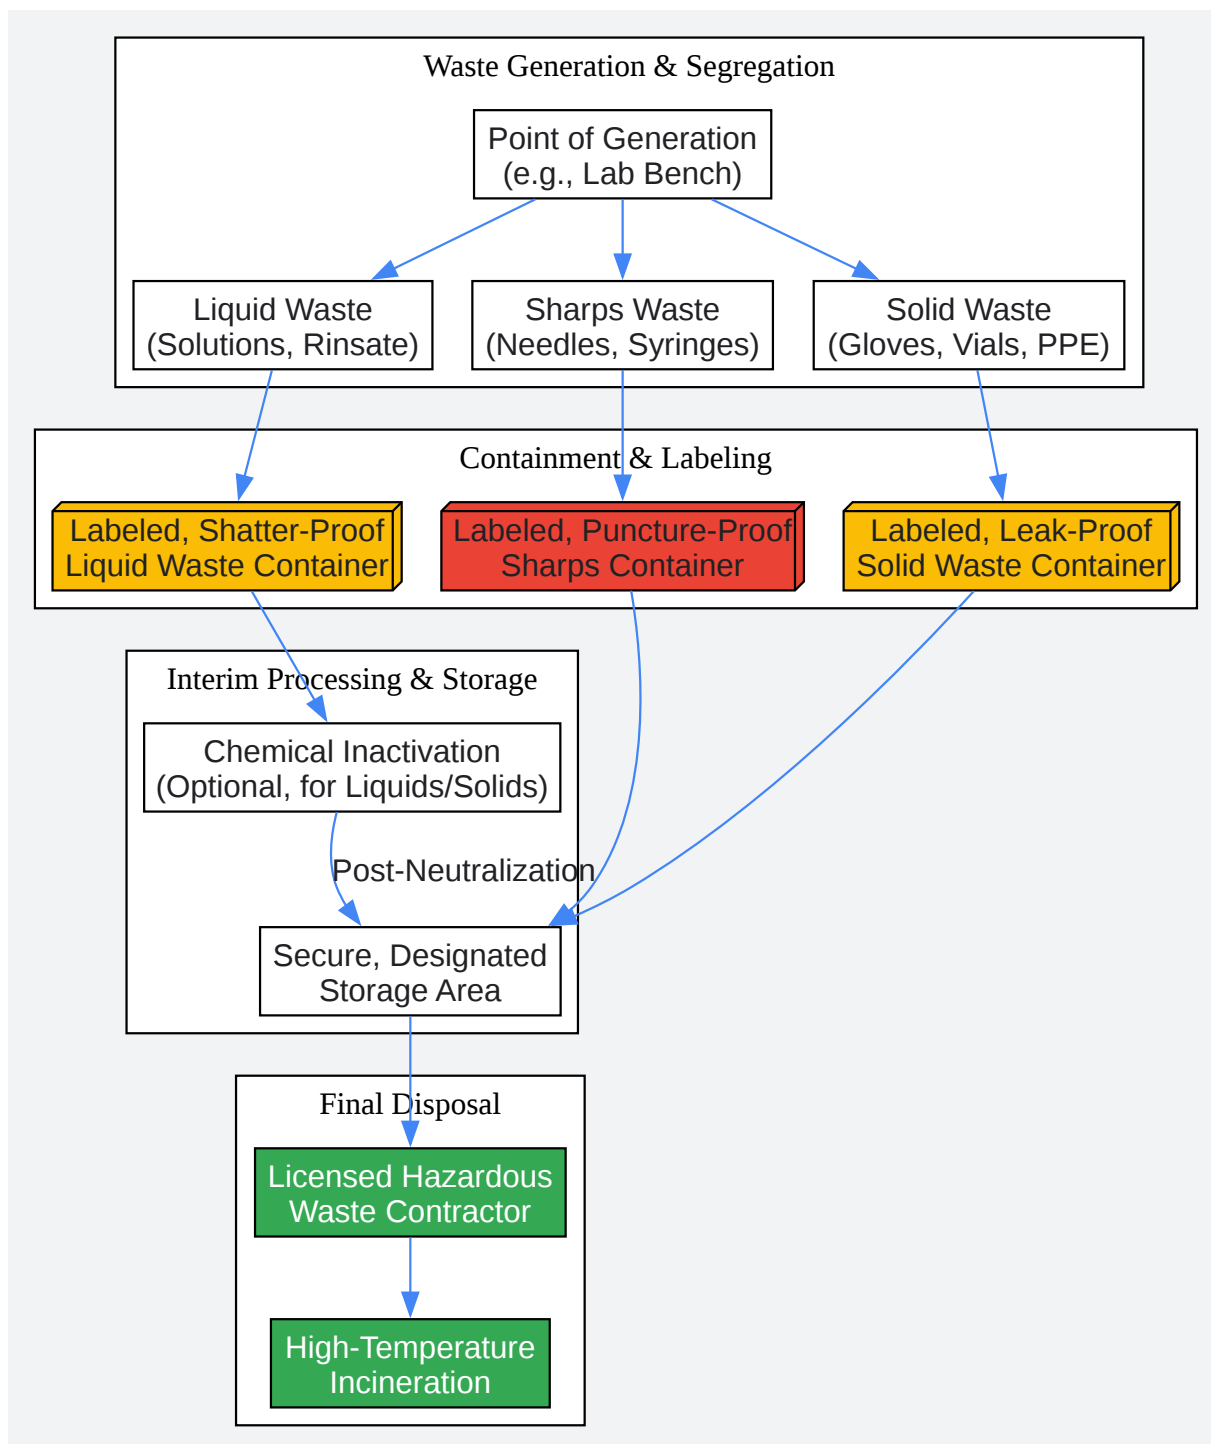 Waste Generation & Segregation
Point of Generation
(e.g., Lab Bench)
Liquid Waste
(Solutions, Rinsate)
Sharps Waste
(Needles, Syringes)
Solid Waste
(Gloves, Vials, PPE)
Containment & Labeling
Labeled, Shatter-Proof
Liquid Waste Container
Labeled, Puncture-Proof
Sharps Container
Labeled, Leak-Proof
Solid Waste Container
Interim Processing & Storage
Chemical Inactivation
(Optional, for Liquids/Solids)
Post-Neutralization
Secure, Designated
Storage Area
Final Disposal
Licensed Hazardous
Waste Contractor
High-Temperature
Incineration